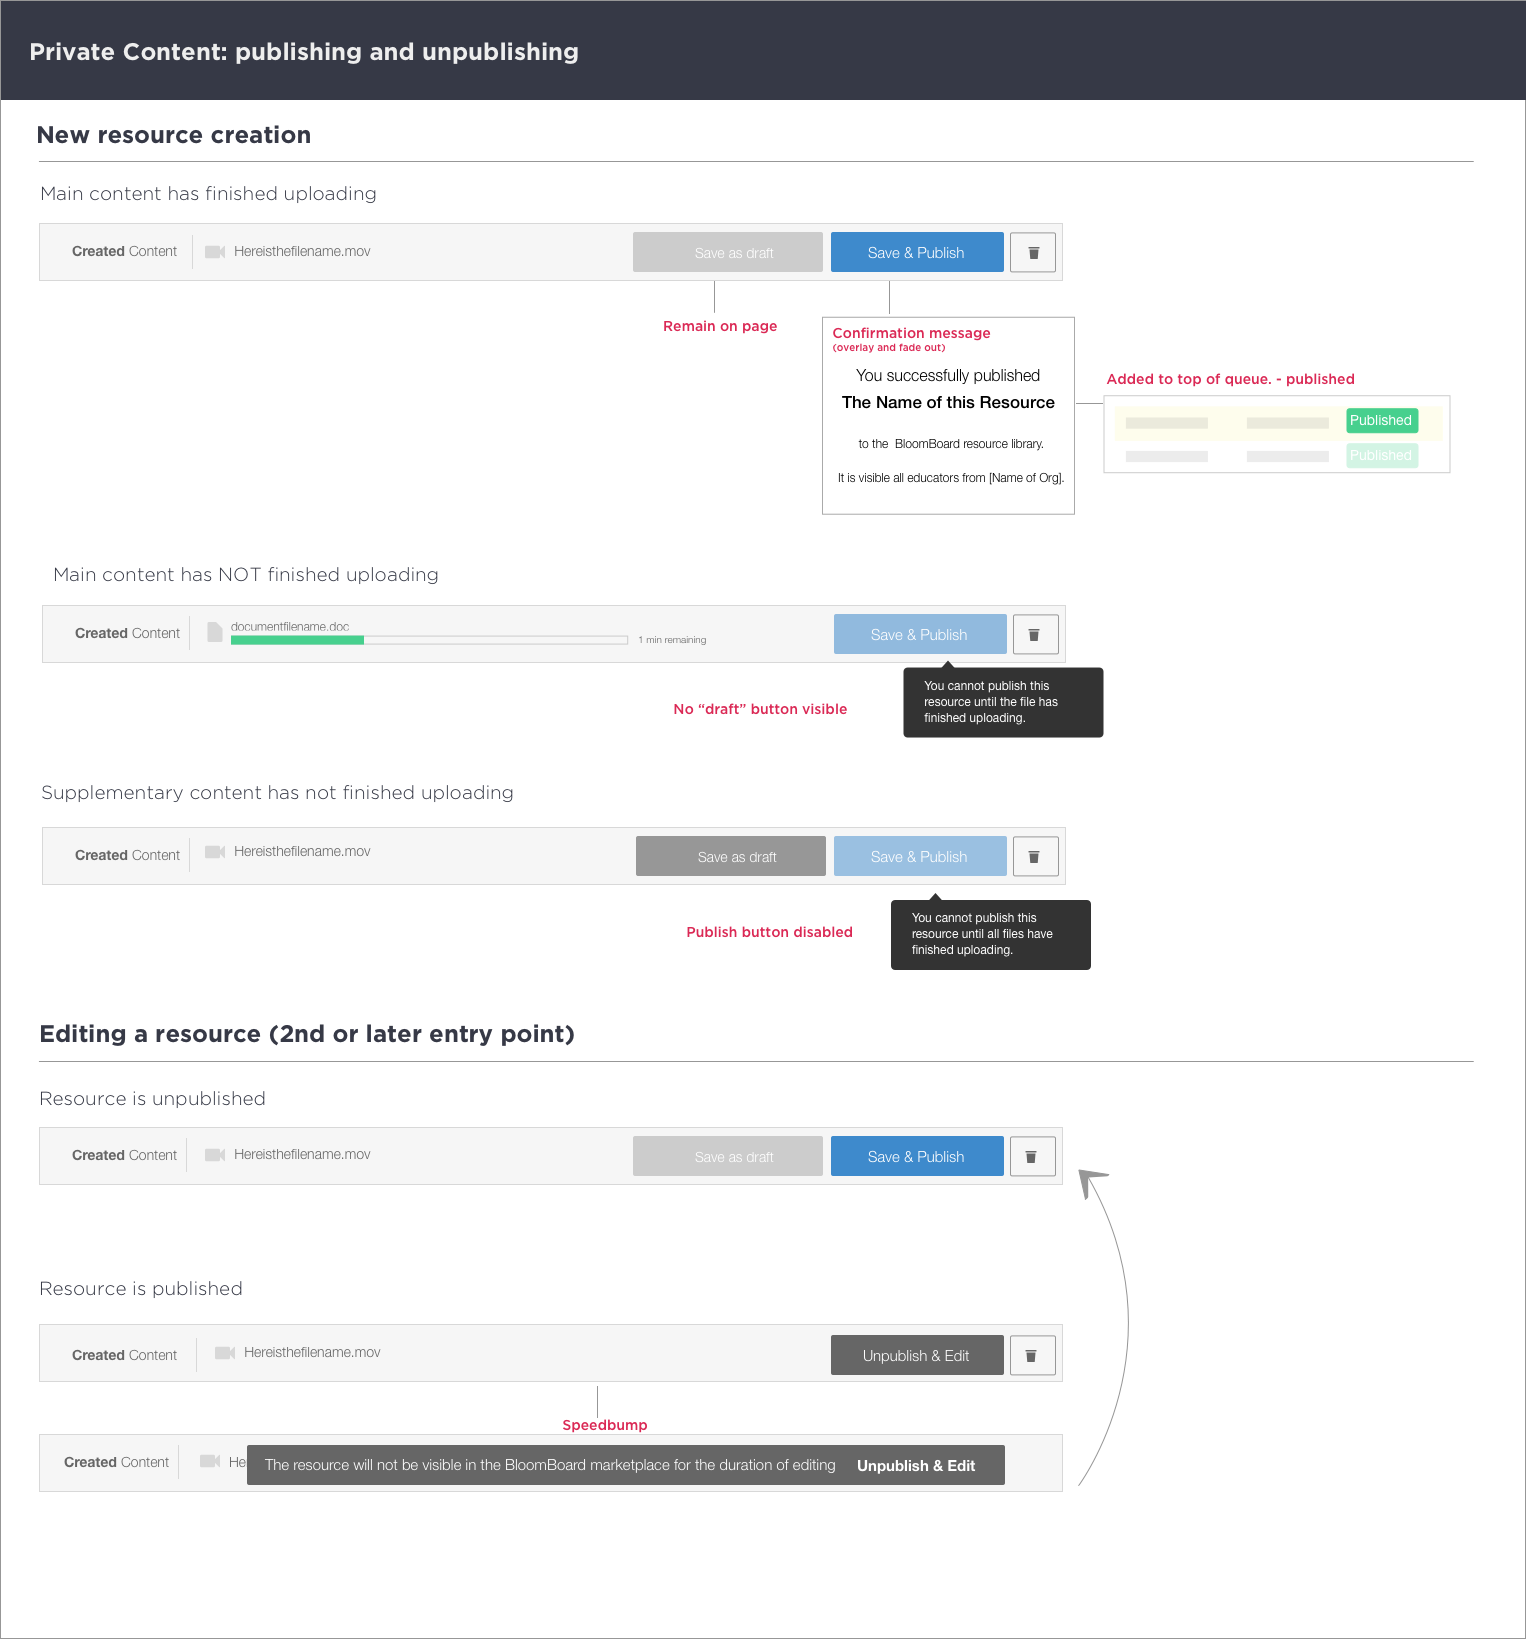 Private Content: publishing and unpublishing
New resource creation
Main content has finished uploading
Created Content
Hereisthefilename.mov
Save as draft
Save & Publish
Remain on page
Confirmation message
(overlay and fade out)
You successfully published
The Name of this Resource
to the BloomBoard resource library.
It is visible all educators from [Name of Org].
Added to top of queue. - published
Published
Published
Main content has NOT finished uploading
Created Content
documentfilename.doc
1 min remaining
Save & Publish
No “draft” button visible
You cannot publish this
resource until the file has
finished uploading.
Supplementary content has not finished uploading
Created Content
Hereisthefilename.mov
Save as draft
Save & Publish
Publish button disabled
You cannot publish this
resource until all files have
finished uploading.
Editing a resource (2nd or later entry point)
Resource is unpublished
Created Content
Hereisthefilename.mov
Save as draft
Save & Publish
Resource is published
Created Content
Hereisthefilename.mov
Unpublish & Edit
Speedbump
Created Content
He
The resource will not be visible in the BloomBoard marketplace for the duration of editing
Unpublish & Edit